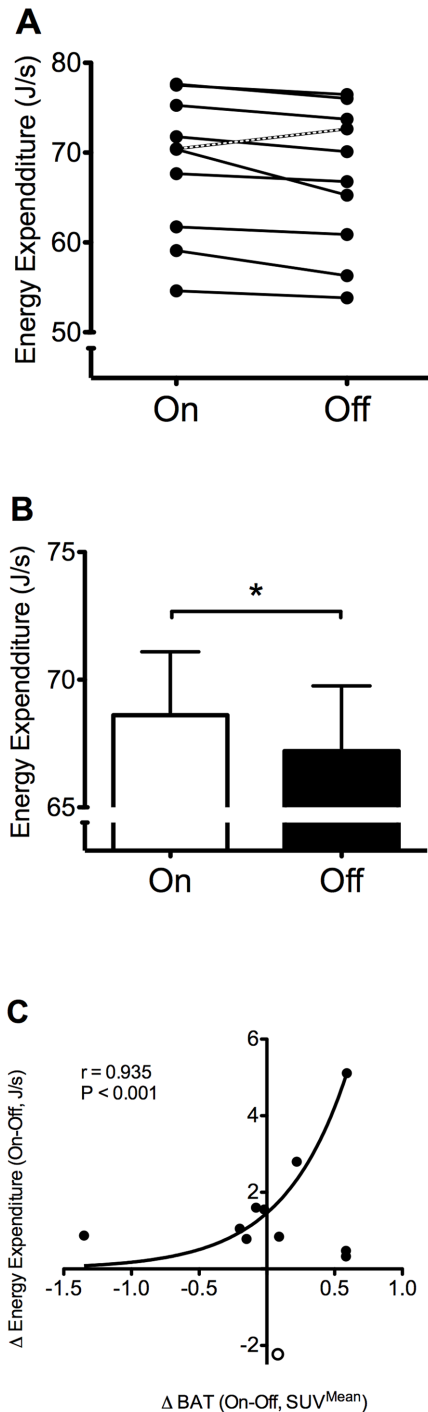 A
Energy Expendditure (J/s)
80
70
60
50
On Off
B
Energy Expendditure (J/s)
75
70
65
*
On Off
C
Δ Energy Expenditure (On-Off, J/s)
r = 0.935
P < 0.001
6
4
2
-2
-1.5 -1.0 -0.5 0.5 1.0
Δ BAT (On-Off, SUVMean)